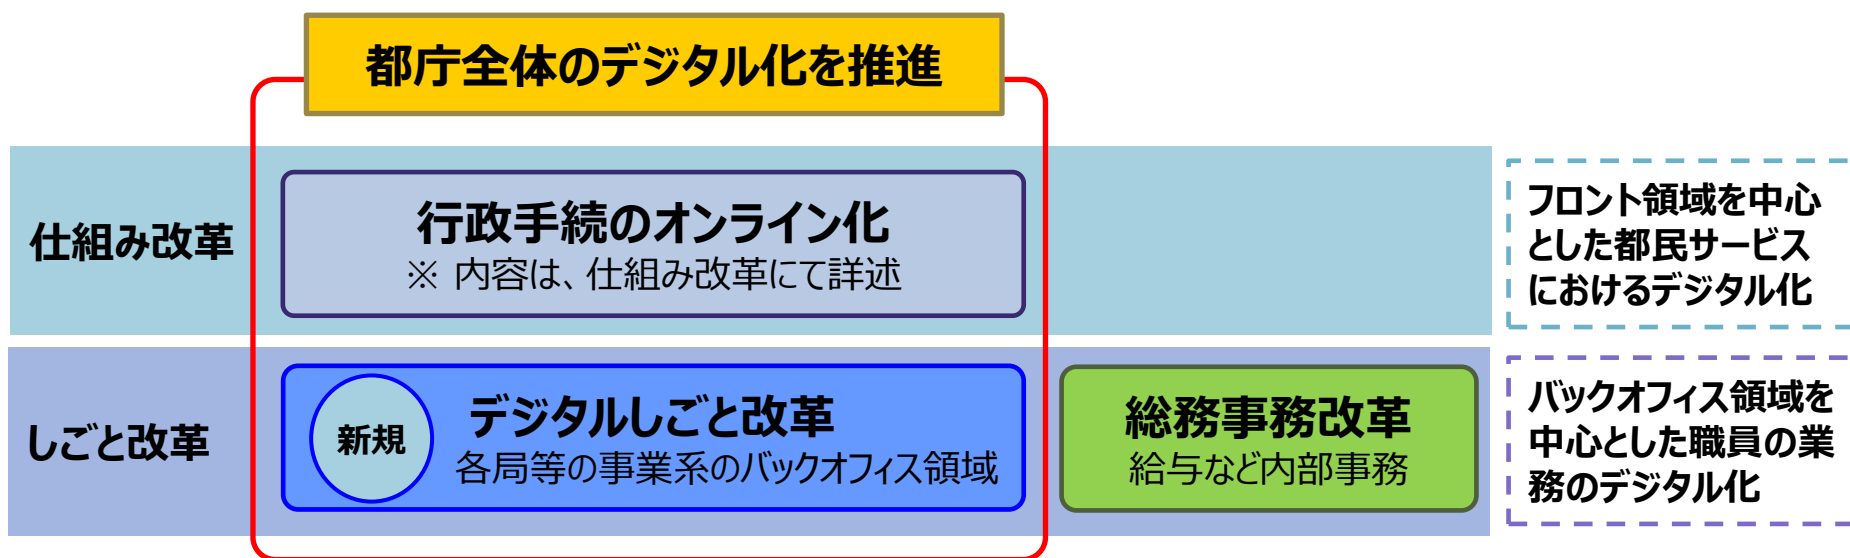 都庁全体のデジタル化を推進
仕組み改革
行政手続のオンライン化
※ 内容は、仕組み改革にて詳述
フロント領域を中心
とした都民サービス
におけるデジタル化
しごと改革
新規
デジタルしごと改革
各局等の事業系のバックオフィス領域
総務事務改革
給与など内部事務
バックオフィス領域を
中心とした職員の業
務のデジタル化